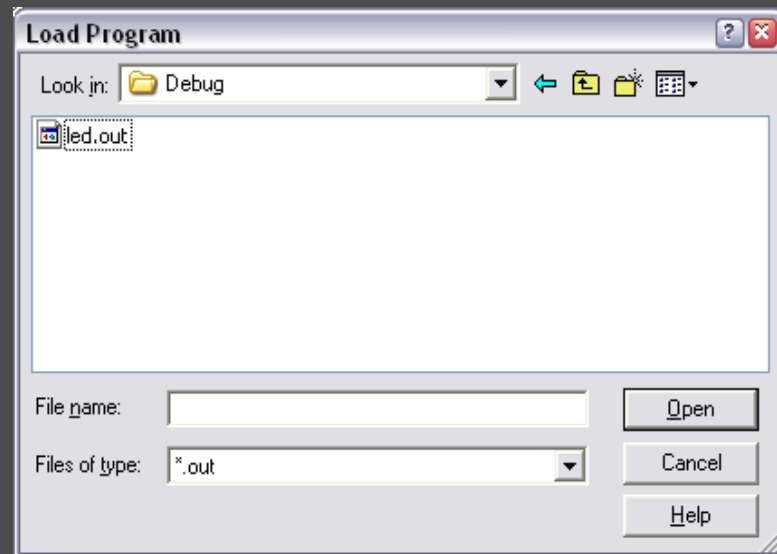 Load Program
Look in: Debug
led.out
File name:
Open
Files of type: *.out
Cancel
Help